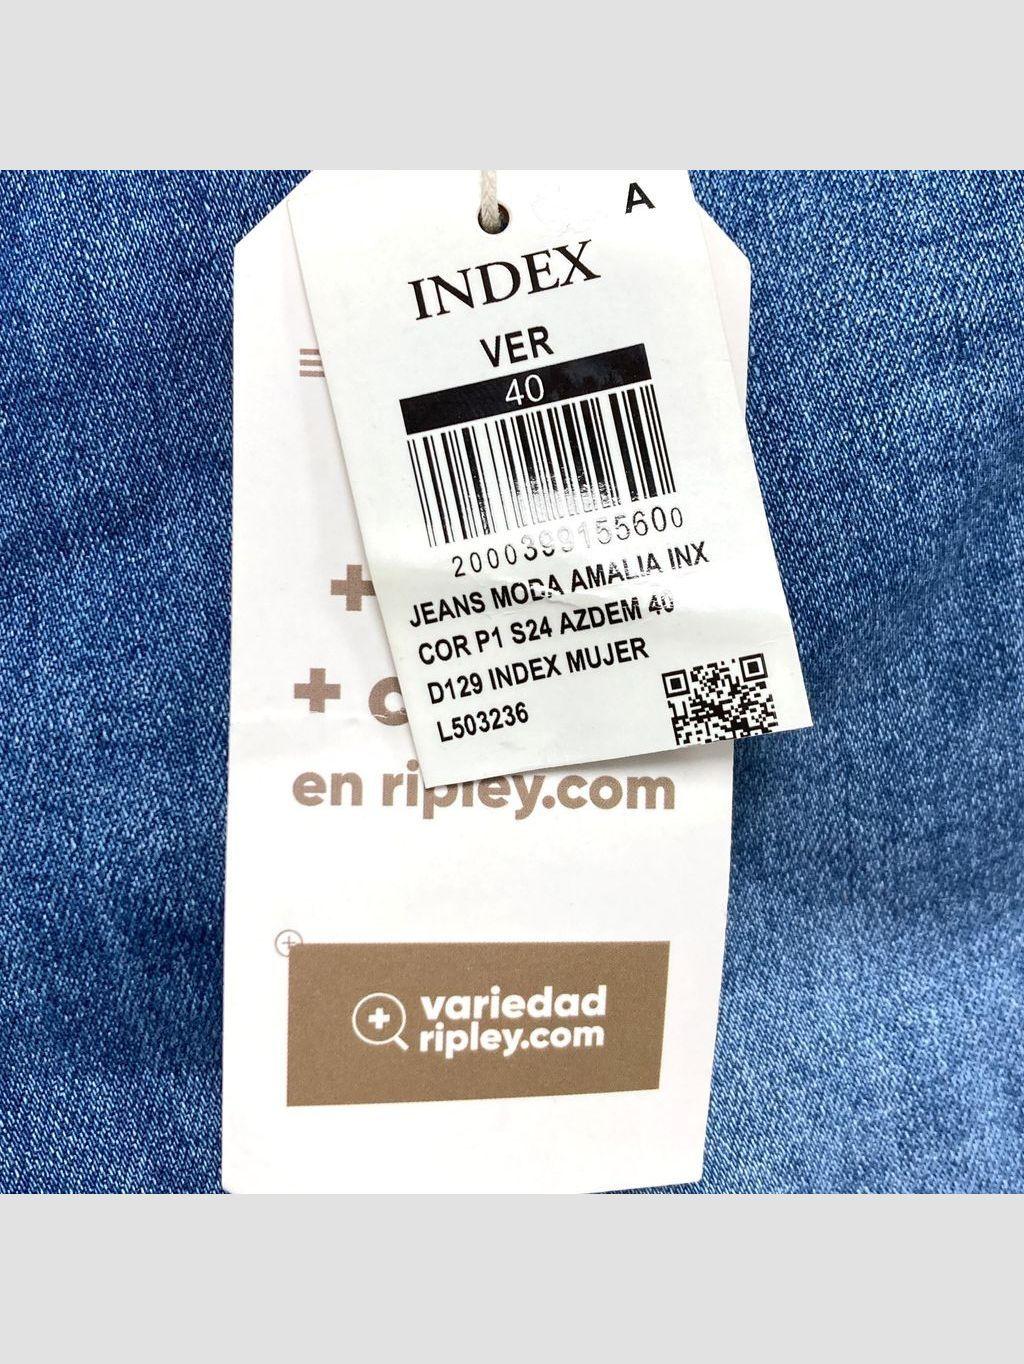 A
INDEX
VER
40
2000399155600
JEANS MODA AMALIA INX
COR P1 S24 AZDEM 40
D129 INDEX MUJER
L503236
+
+
en ripley.com
variedad
ripley.com